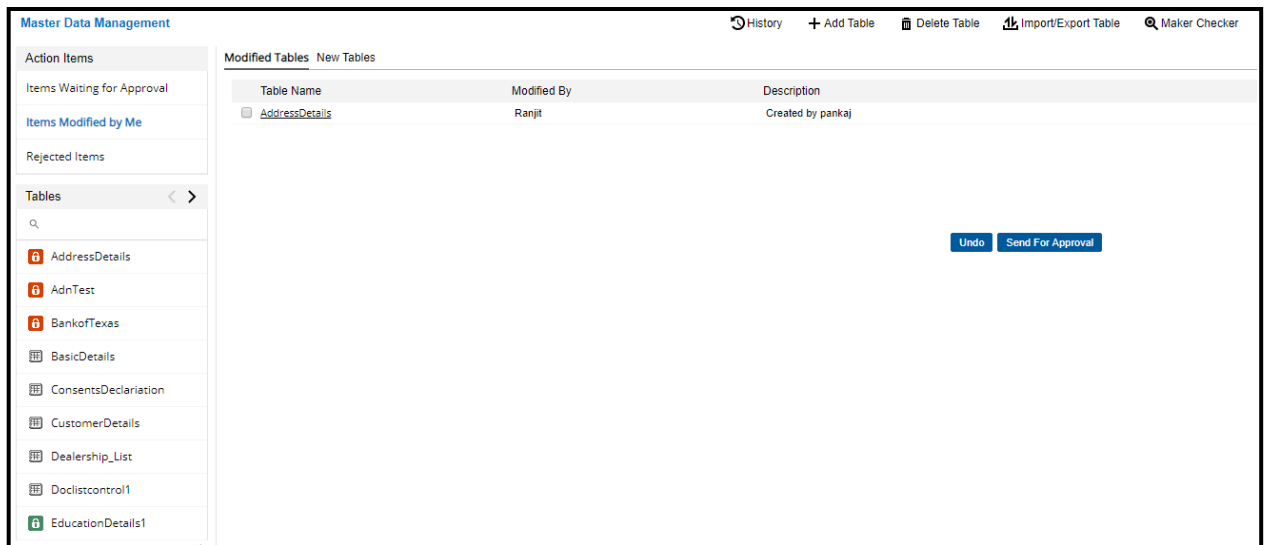 Master Data Management
History
Add Table
Delete Table
Import/Export Table
Maker Checker
Action Items
Items Waiting for Approval
Items Modified by Me
Rejected Items
Tables
AddressDetails
AdnTest
BankofTexas
BasicDetails
ConsentsDeclariation
CustomerDetails
Dealership_List
Doclistcontrol1
EducationDetails1
Modified Tables New Tables
Table Name Modified By Description
AddressDetails Ranjit Created by pankaj
Undo Send For Approval